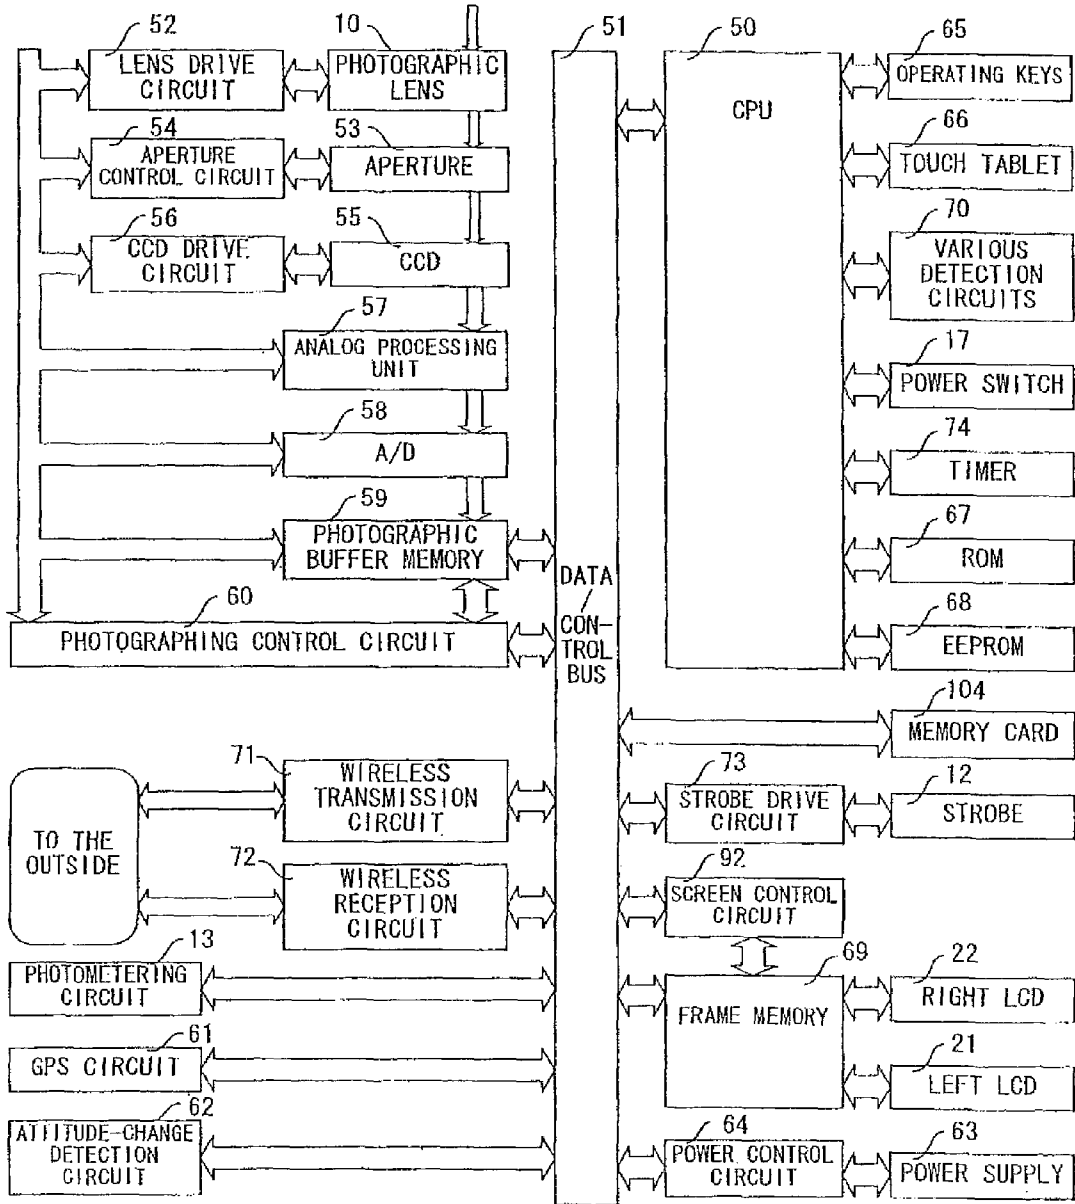 52
10
51
50
65
LENS DRIVE
CIRCUIT
PHOTOGRAPHIC
LENS
CPU
OPERATING KEYS
54
53
66
APERTURE
CONTROL CIRCUIT
APERTURE
TOUCH TABLET
56
55
70
CCD DRIVE
CIRCUIT
CCD
VARIOUS
DETECTION
CIRCUITS
57
17
ANALOG PROCESSING
UNIT
POWER SWITCH
58
74
A/D
TIMER
59
67
PHOTOGRAPHIC
BUFFER MEMORY
ROM
DATA
/
CON-
TROL
BUS
60
68
PHOTOGRAPHING CONTROL CIRCUIT
EEPROM
104
MEMORY CARD
71
73
12
WIRELESS
TRANSMISSION
CIRCUIT
STROBE DRIVE
CIRCUIT
STROBE
TO THE
OUTSIDE
72
92
WIRELESS
RECEPTION
CIRCUIT
SCREEN CONTROL
CIRCUIT
13
69
22
PHOTOMETERING
CIRCUIT
FRAME MEMORY
RIGHT LCD
61
21
GPS CIRCUIT
LEFT LCD
62
64
63
ATTITUDE-CHANGE
DETECTION
CIRCUIT
POWER CONTROL
CIRCUIT
POWER SUPPLY